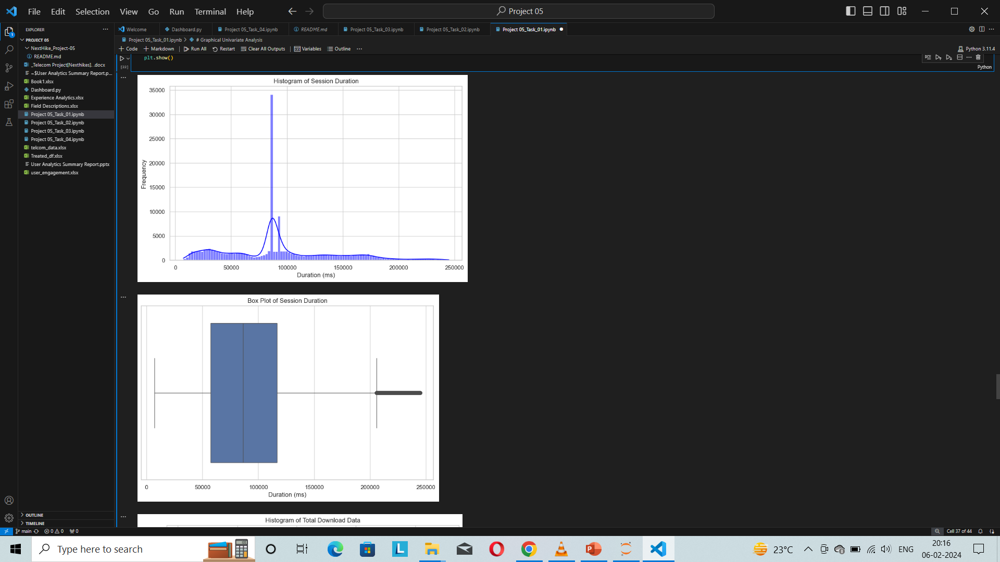 File Edit Selection View Go Run Terminal Help
Project 05
EXPLORER
Welcome
Dashboard.py
Project 05_Task_04.ipynb
README.md
Project 05_Task_03.ipynb
Project 05_Task_02.ipynb
Project 05_Task_01.ipynb
PROJECT 05
Project 05_Task_01.ipynb > # Graphical Univariate Analysis
NextHike_Project-05
README.md
_Telecom Project[Nexthikes]. .docx
~$User Analytics Summary Report.p...
Book1.xlsx
Dashboard.py
Experience Analytics.xlsx
Field Descriptions.xlsx
Project 05_Task_01.ipynb
Project 05_Task_02.ipynb
Project 05_Task_03.ipynb
Project 05_Task_04.ipynb
telcom_data.xlsx
Treated_df.xlsx
User Analytics Summary Report.pptx
user_engagement.xlsx
OUTLINE
TIMELINE
+ Code + Markdown | Run All Restart Clear All Outputs | Variables Outline ...
Python 3.11.4
plt.show()
[22]
Python
Histogram of Session Duration
35000
30000
25000
20000
15000
10000
5000
0
Frequency
0 50000 100000 150000 200000 250000
Duration (ms)
Box Plot of Session Duration
0 50000 100000 150000 200000 250000
Duration (ms)
Histogram of Total Download Data
main 0 0 0
Cell 37 of 44
Type here to search
23°C
ENG
20:16
06-02-2024